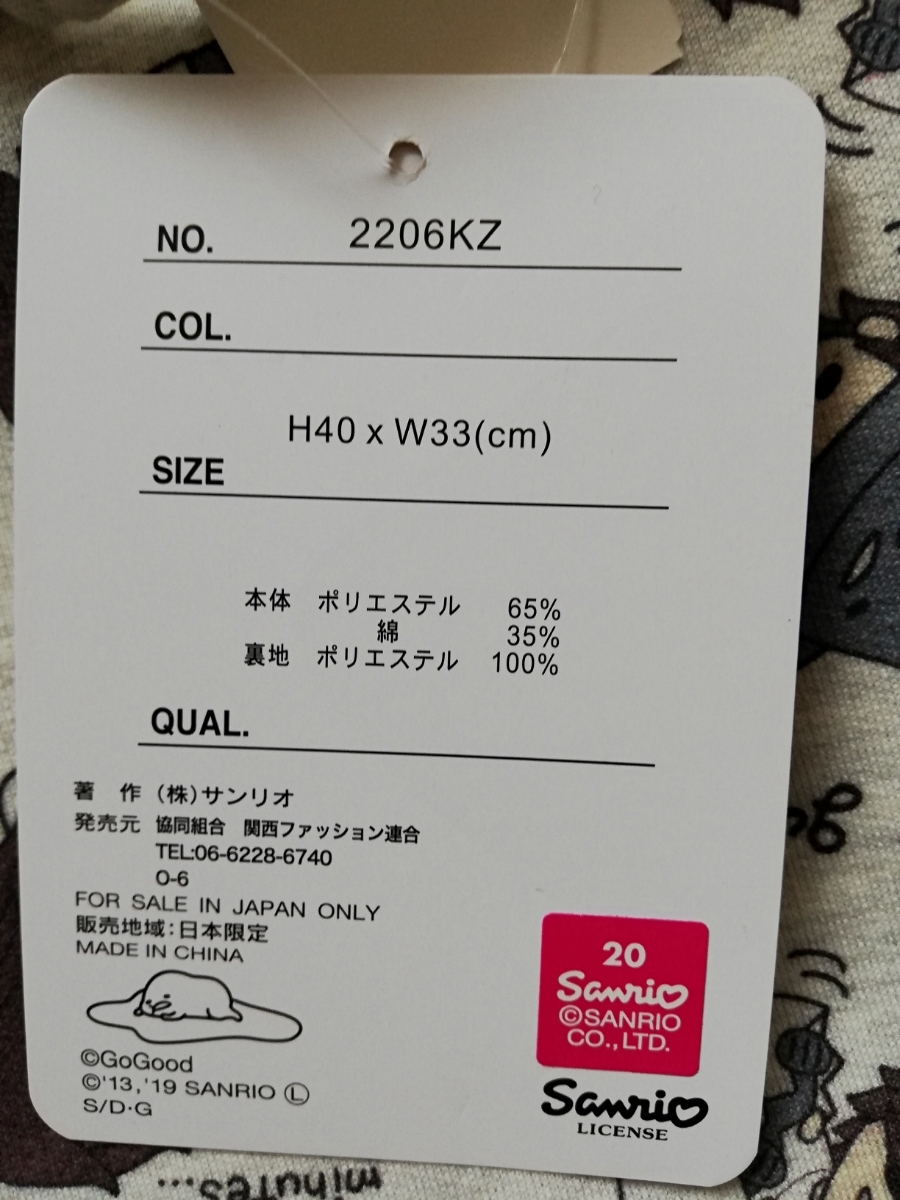 NO. 2206KZ
COL.
H40 x W33(cm)
SIZE
本体 ポリエステル 65%
綿 35%
裏地 ポリエステル 100%
QUAL.
著 作 (株)サンリオ
発売元 協同組合 関西ファッション連合
TEL:06-6228-6740
O-6
FOR SALE IN JAPAN ONLY
販売地域:日本限定
MADE IN CHINA
©GoGood
©'13,'19 SANRIO Ⓛ
S/D·G
20
Sanrio
©SANRIO
CO.,LTD.
Sanrio
LICENSE
minutes...